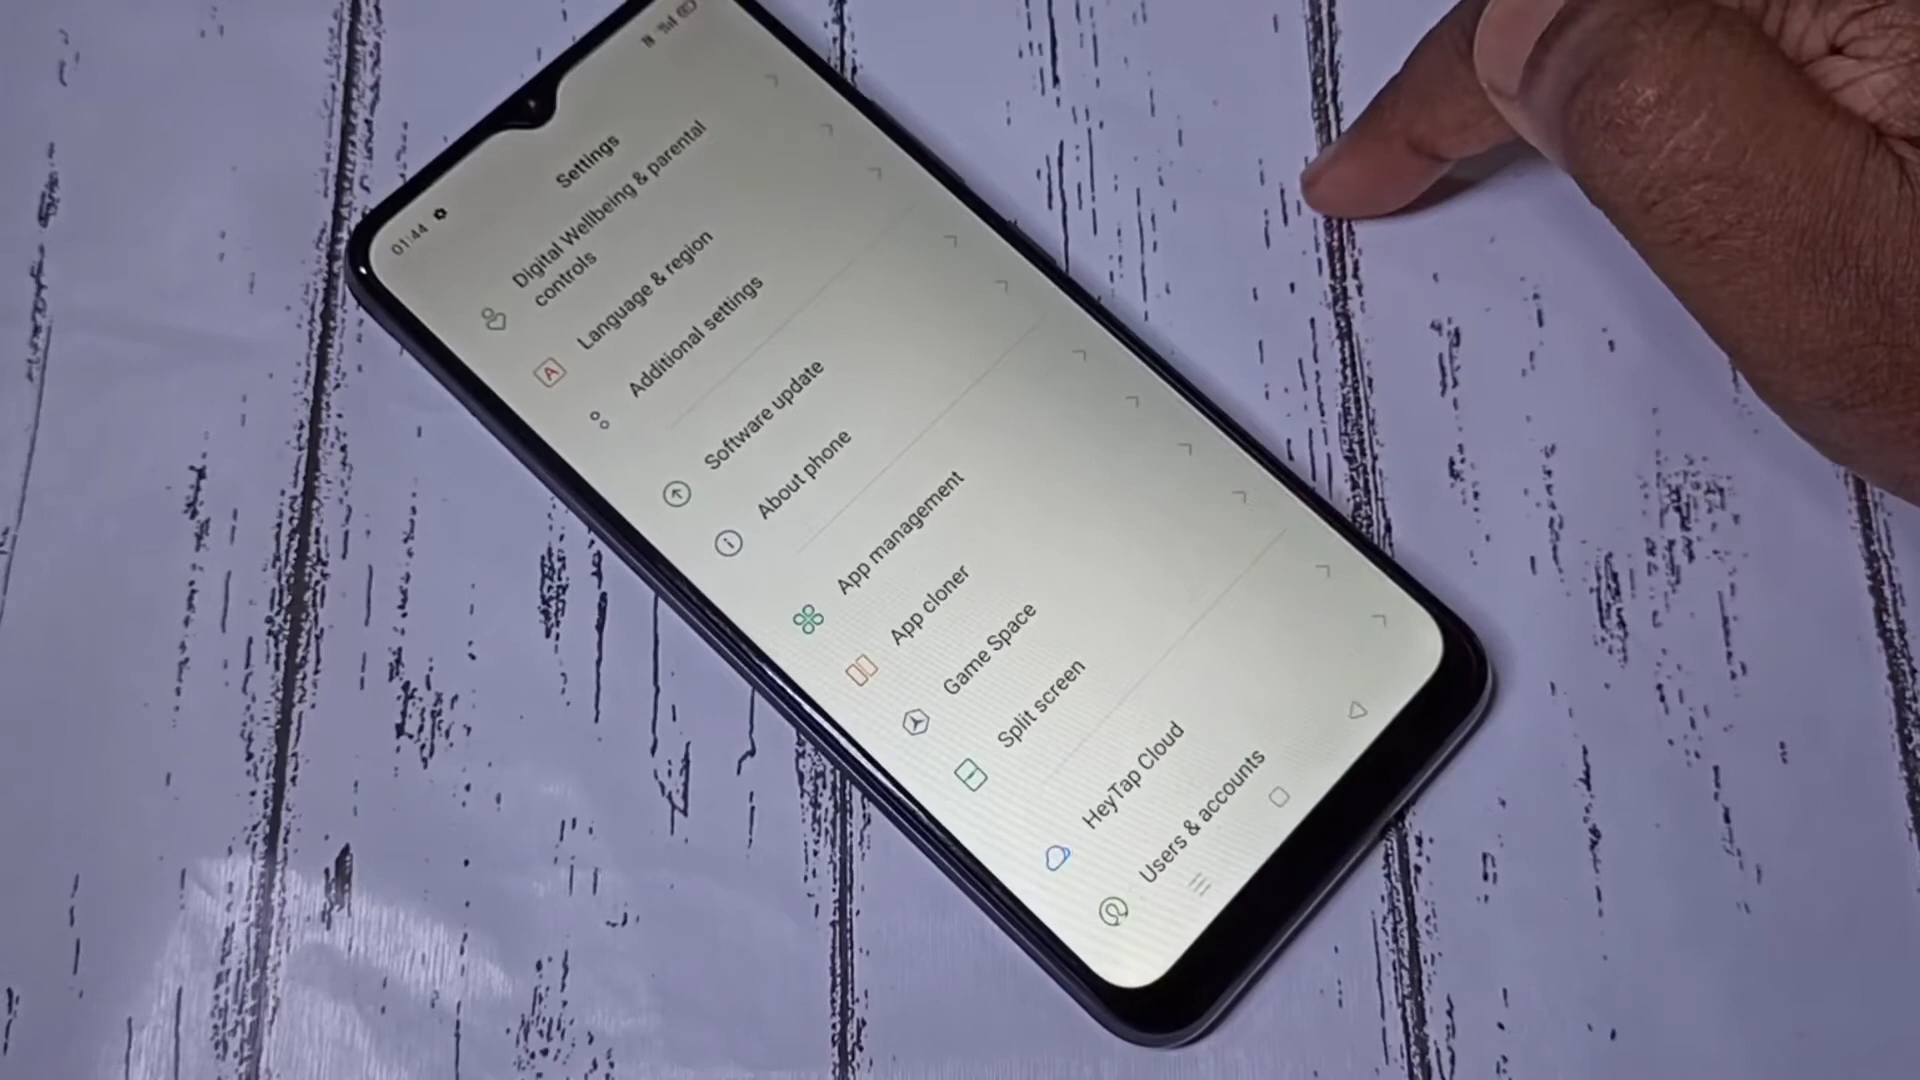 01:44
Settings
Digital Wellbeing & parental
controls
Language & region
Additional settings
Software update
About phone
App management
App cloner
Game Space
Split screen
HeyTap Cloud
Users & accounts